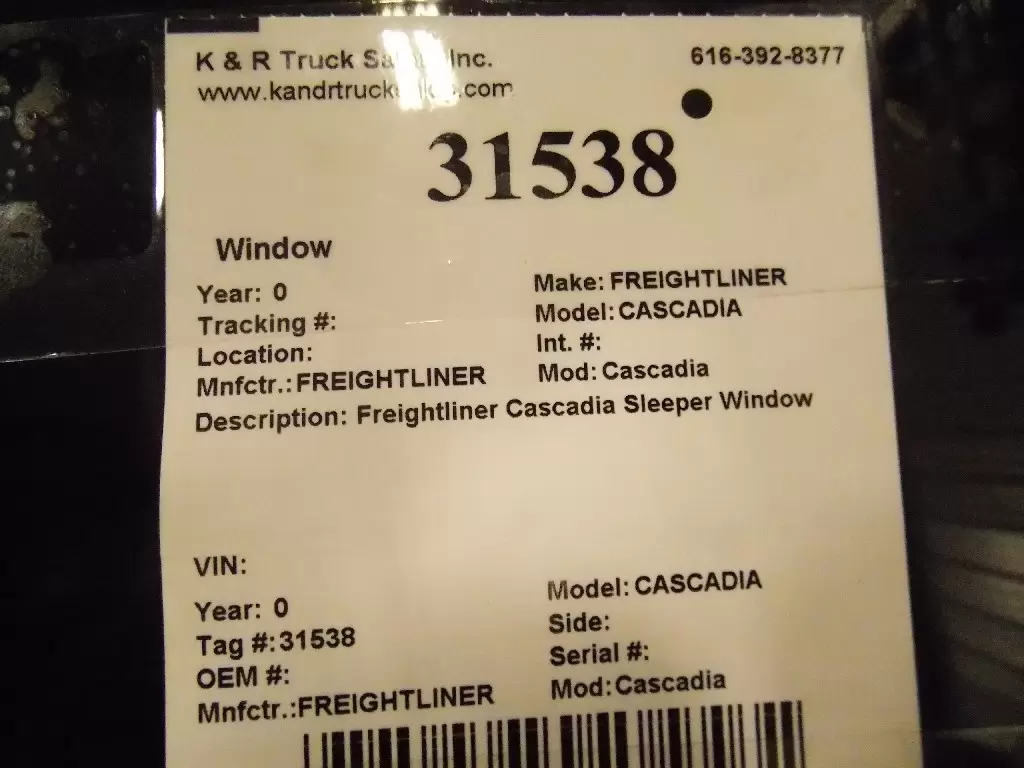 K & R Truck Inc. 616-392-8377
31538
Window
Year: 0 Make: FREIGHTLINER
Tracking #: Model: CASCADIA
Location: Int. #:
Mnfctr.: FREIGHTLINER Mod: Cascadia
Description: Freightliner Cascadia Sleeper Window
VIN:
Year: 0 Model: CASCADIA
Tag #: 31538 Side:
OEM #: Serial #:
Mnfctr.: FREIGHTLINER Mod: Cascadia